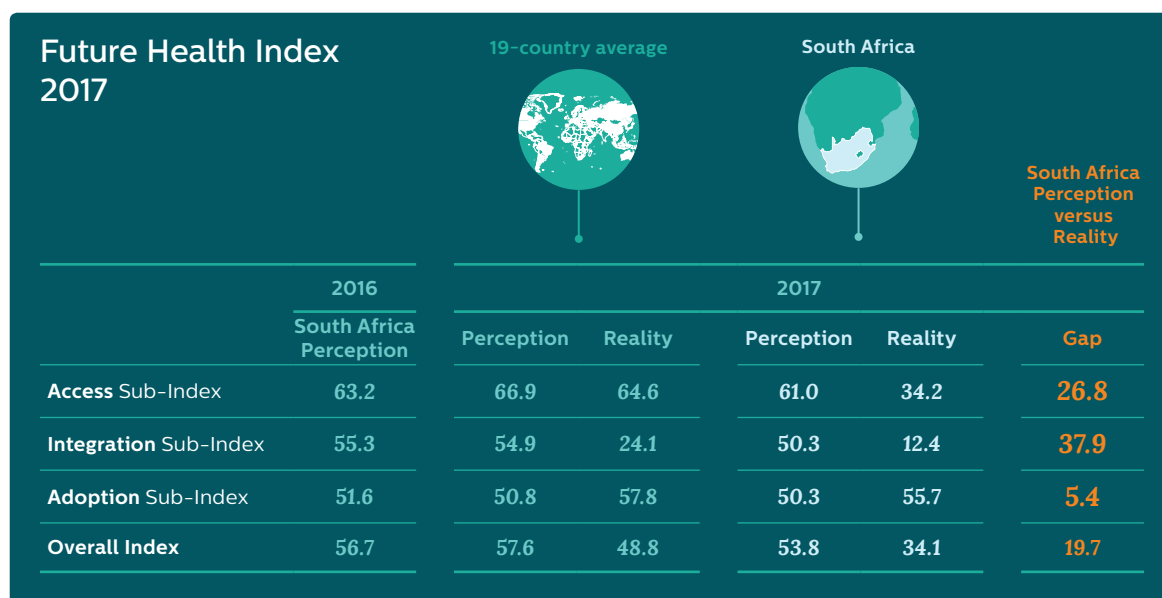 Future Health Index
2017
19-country average
South Africa
South Africa
Perception
versus
Reality
2016
2017
South Africa
Perception
Perception Reality
Perception Reality
Gap
Access Sub-Index 63.2 66.9 64.6 61.0 34.2 26.8
Integration Sub-Index 55.3 54.9 24.1 50.3 12.4 37.9
Adoption Sub-Index 51.6 50.8 57.8 50.3 55.7 5.4
Overall Index 56.7 57.6 48.8 53.8 34.1 19.7